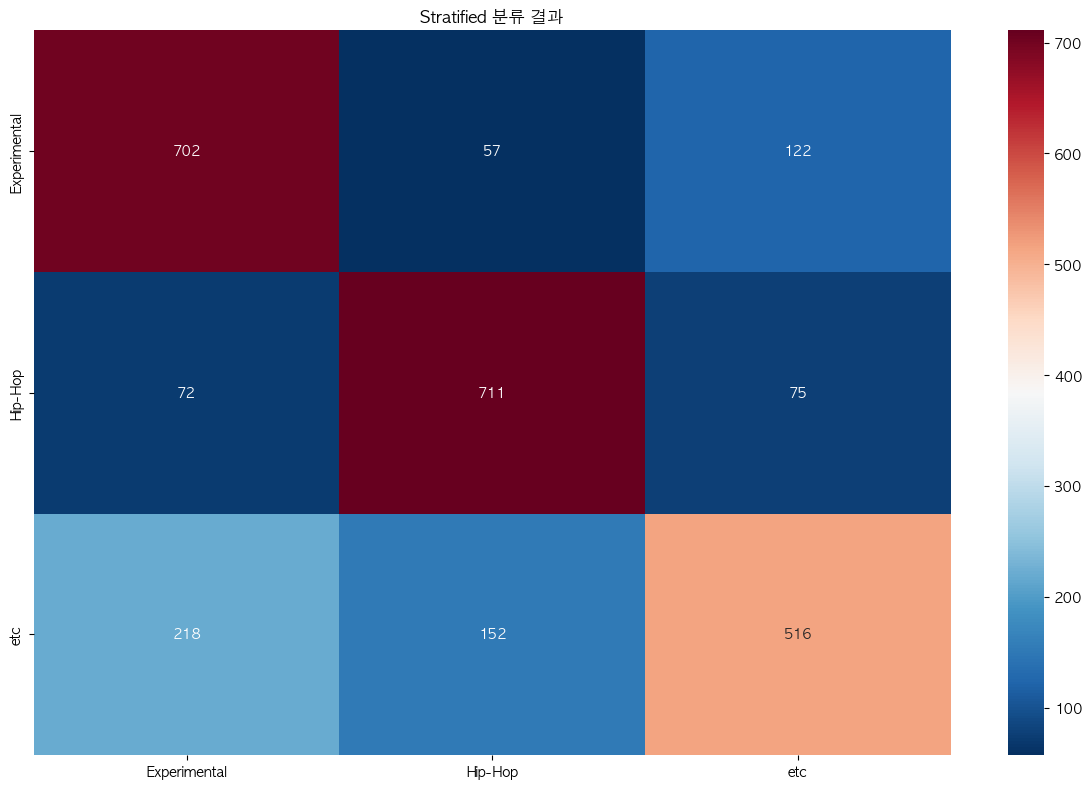 Stratified 분류 결과
Experimental
702
57
122
Hip-Hop
72
711
75
etc
218
152
516
Experimental
Hip-Hop
etc
700
600
500
400
300
200
100